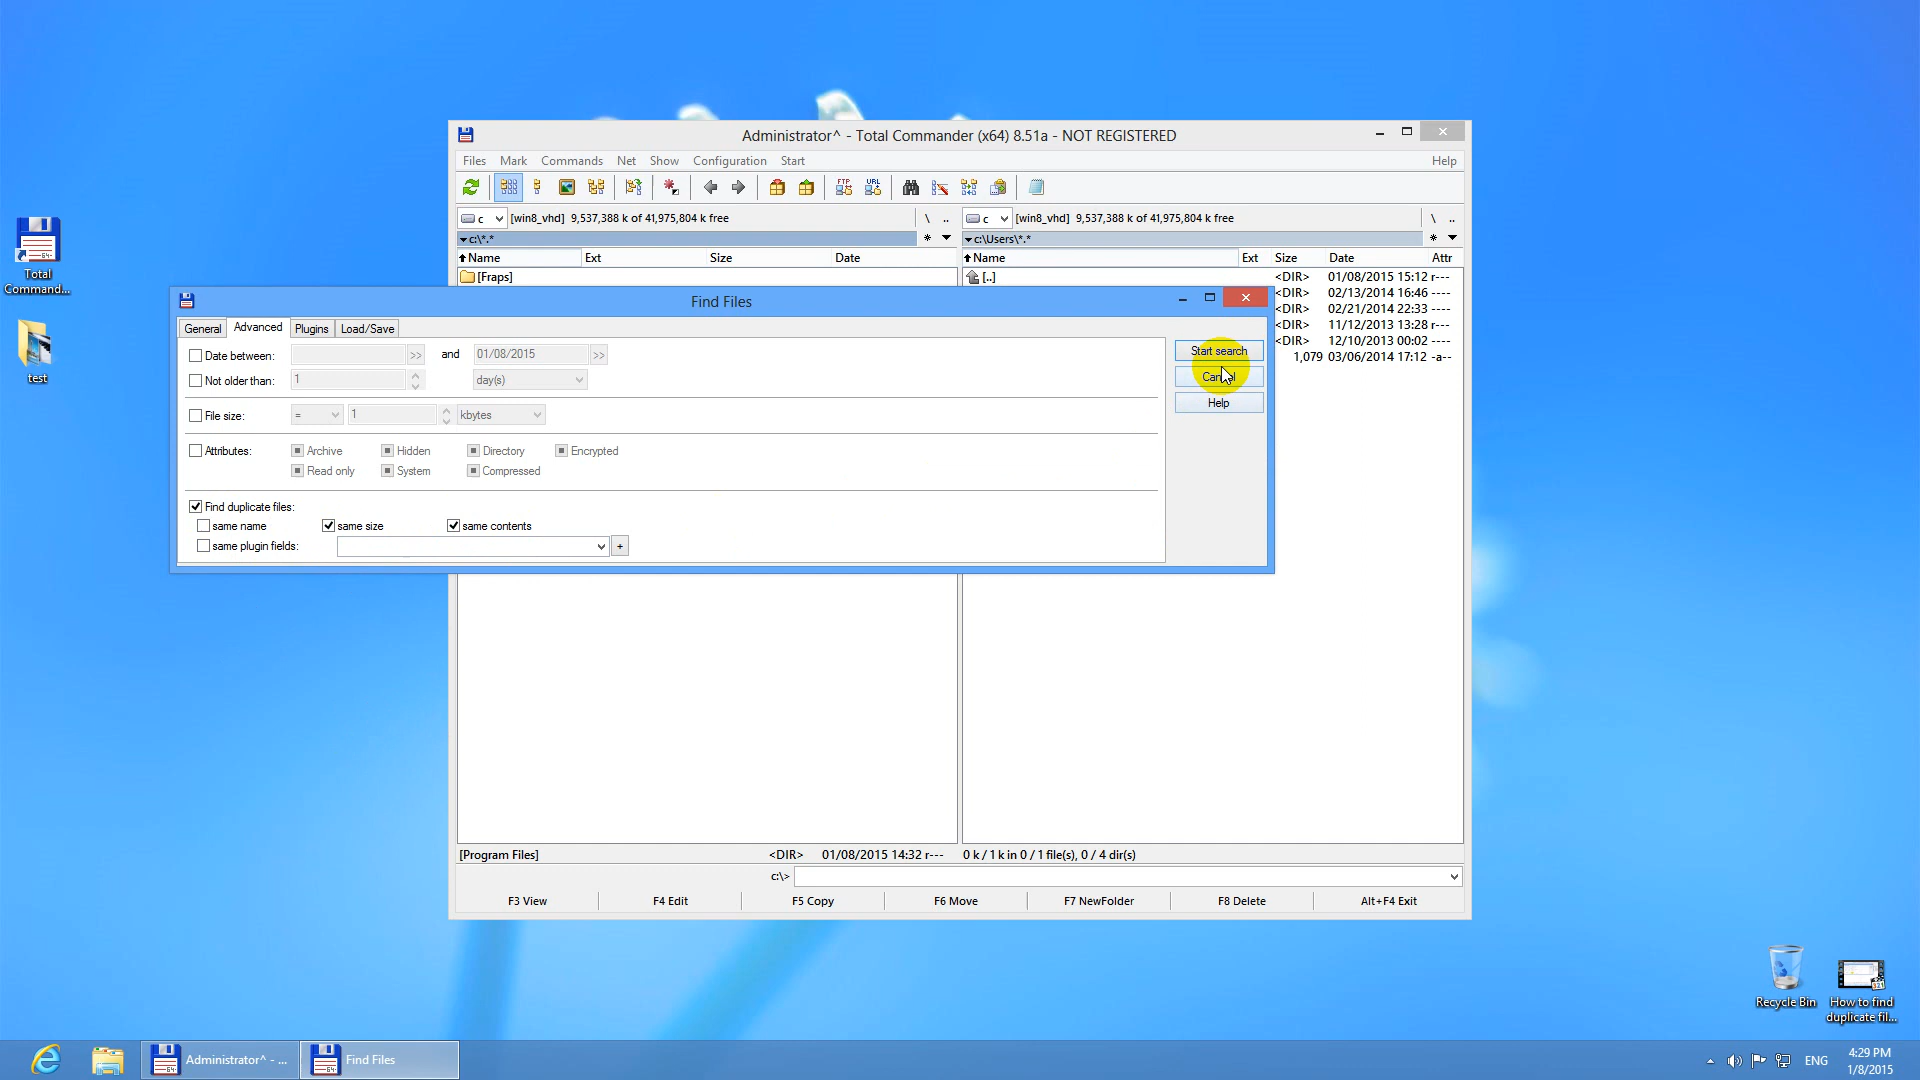 Administrator^ - Total Commander (x64) 8.51a - NOT REGISTERED
Files Mark Commands Net Show Configuration Start Help
FTP URL
c [win8_vhd] 9,537,388 k of 41,975,804 k free \ ..
c [win8_vhd] 9,537,388 k of 41,975,804 k free \ ..
c:\*.* *
c:\Users\*.* *
Name Ext Size Date
Name Ext Size Date Attr
[Fraps]
[..] <DIR> 01/08/2015 15:12 r---
<DIR> 02/13/2014 16:46 ----
<DIR> 02/21/2014 22:33 ----
<DIR> 11/12/2013 13:28 r---
<DIR> 12/10/2013 00:02 ----
1,079 03/06/2014 17:12 -a--
Total
Command...
test
Find Files
General Advanced Plugins Load/Save
Date between: >> and 01/08/2015 >>
Not older than: 1 day(s)
File size: = 1 kbytes
Attributes: Archive Hidden Directory Encrypted
Read only System Compressed
Find duplicate files:
same name same size same contents
same plugin fields: +
Start search
Cancel
Help
[Program Files] <DIR> 01/08/2015 14:32 r---
0 k / 1 k in 0 / 1 file(s), 0 / 4 dir(s)
c:\>
F3 View F4 Edit F5 Copy F6 Move F7 NewFolder F8 Delete Alt+F4 Exit
Recycle Bin
How to find
duplicate fil...
Administrator^ - ...
Find Files
ENG
4:29 PM
1/8/2015